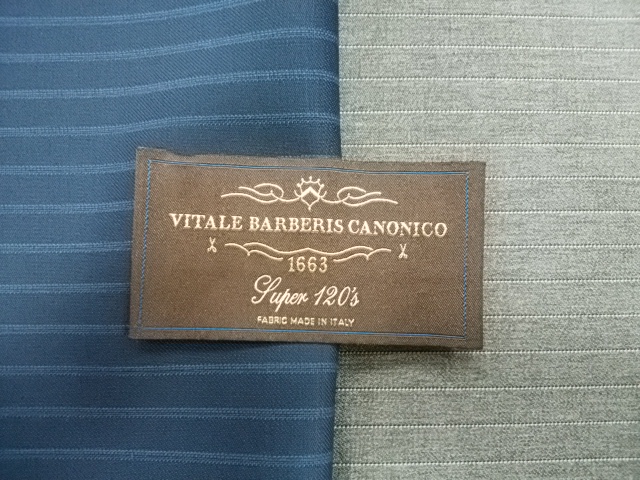 VITALE BARBERIS CANONICO
1663
Super 120's
FABRIC MADE IN ITALY